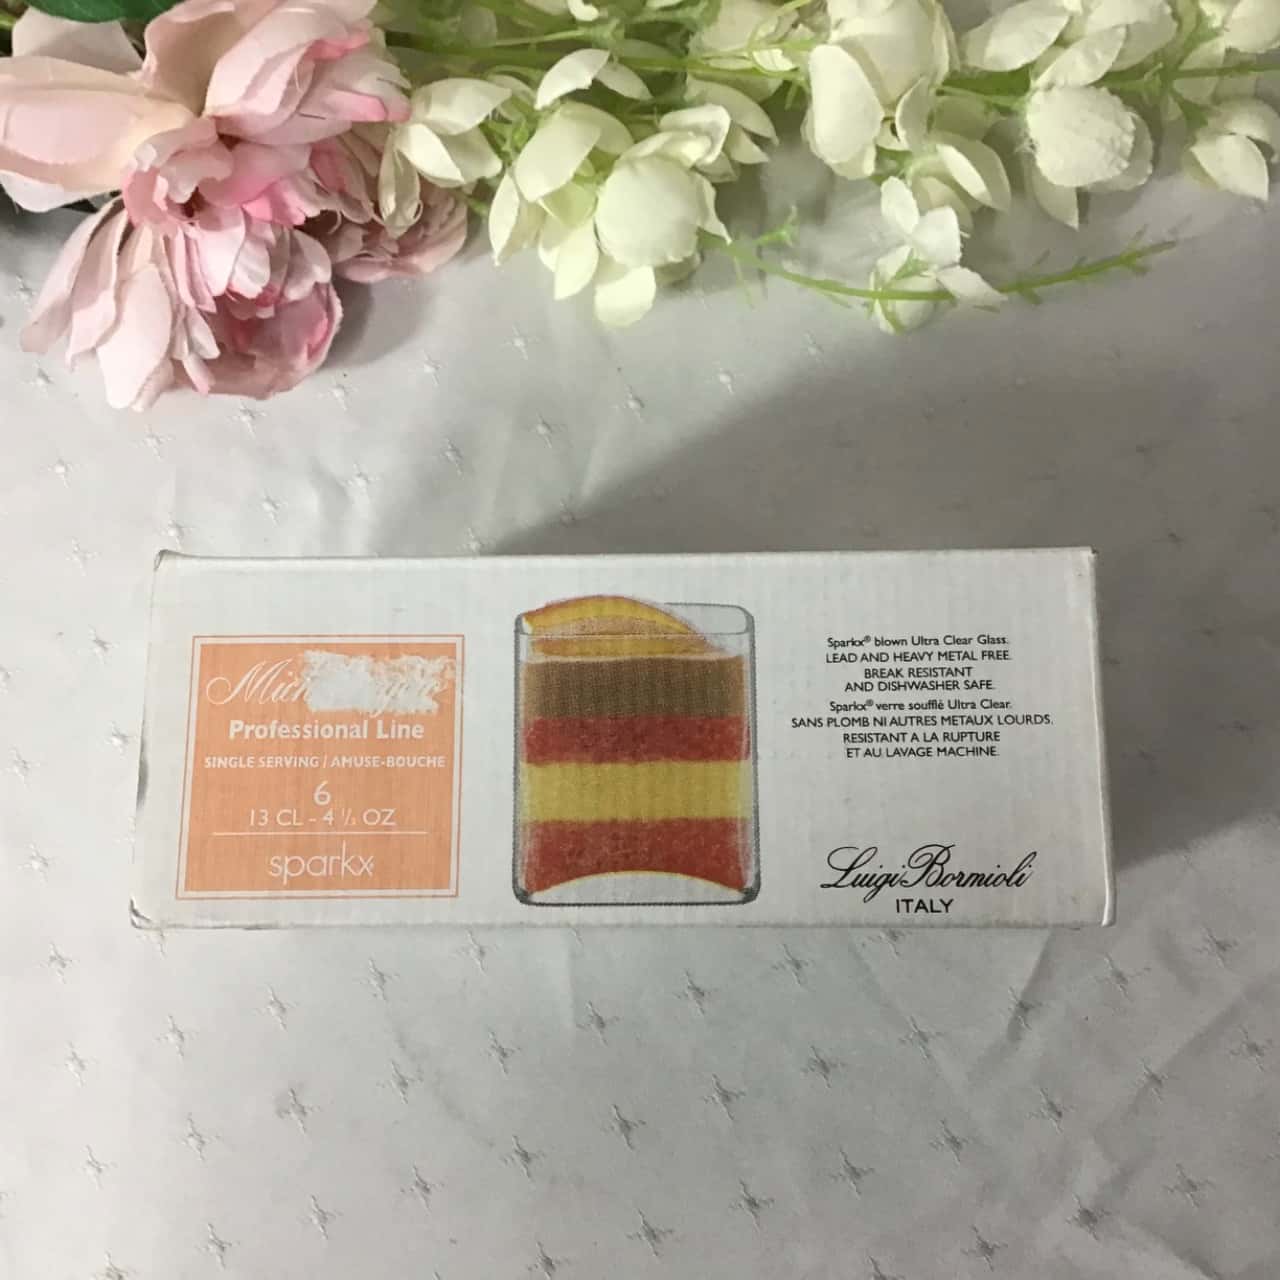 Professional Line
SINGLE SERVING / AMUSE-BOUCHE
6
13 CL - 4 ½ OZ
sparkx
Sparkx® blown Ultra Clear Glass.
LEAD AND HEAVY METAL FREE.
BREAK RESISTANT
AND DISHWASHER SAFE.
Sparkx® verre soufflè Ultra Clear.
SANS PLOMB NI AUTRES METAUX LOURDS.
RESISTANT A LA RUPTURE
ET AU LAVAGE MACHINE.
Luigi Bormioli
ITALY